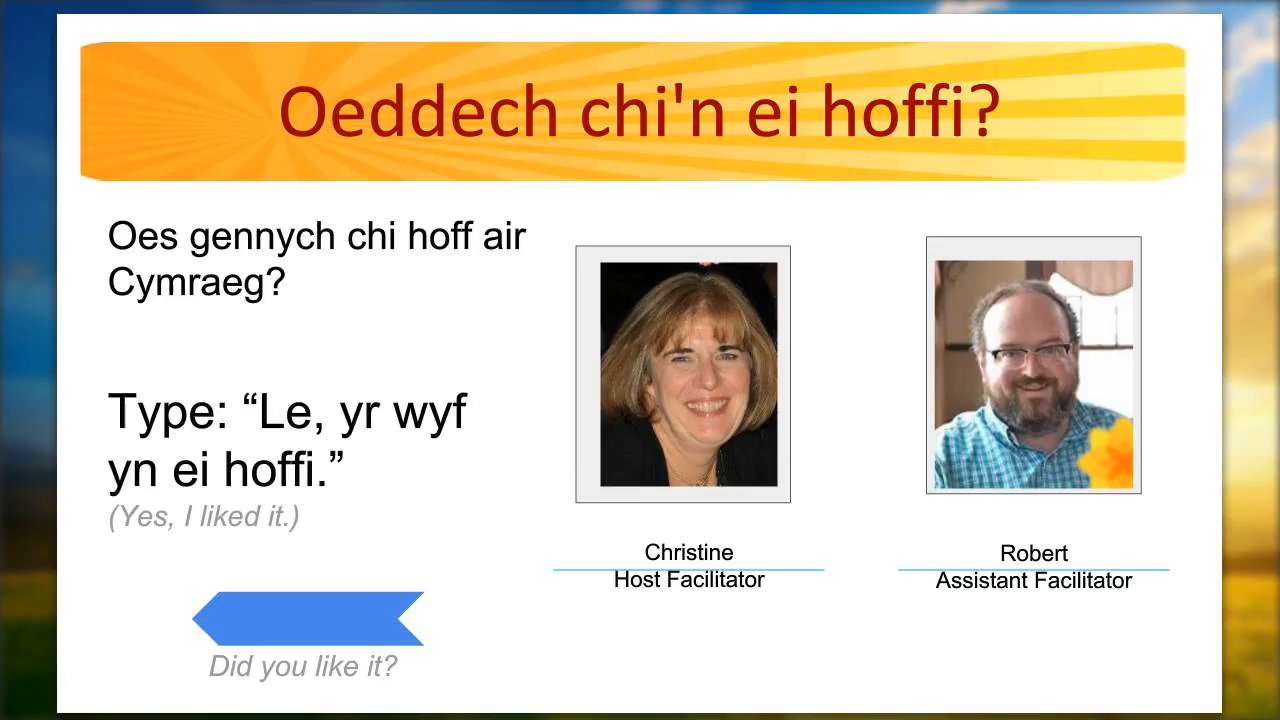 Oeddech chi'n ei hoffi?
Oes gennych chi hoff air
Cymraeg?
Type: “Le, yr wyf
yn ei hoffi.”
(Yes, I liked it.)
Did you like it?
Christine
Host Facilitator
Robert
Assistant Facilitator